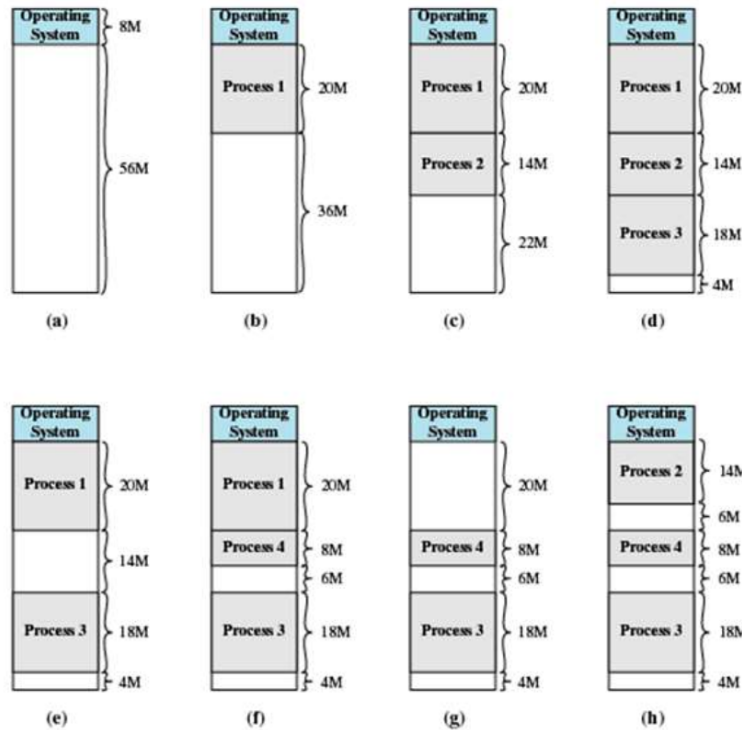 Operating
System
8M
56M
(a)
Operating
System
Process 1
20M
36M
(b)
Operating
System
Process 1
20M
Process 2
14M
22M
(c)
Operating
System
Process 1
20M
Process 2
14M
Process 3
18M
4M
(d)
Operating
System
Process 1
20M
14M
Process 3
18M
4M
(e)
Operating
System
Process 1
20M
Process 4
8M
6M
Process 3
18M
4M
(f)
Operating
System
20M
Process 4
8M
6M
Process 3
18M
4M
(g)
Operating
System
Process 2
14M
6M
Process 4
8M
6M
Process 3
18M
4M
(h)